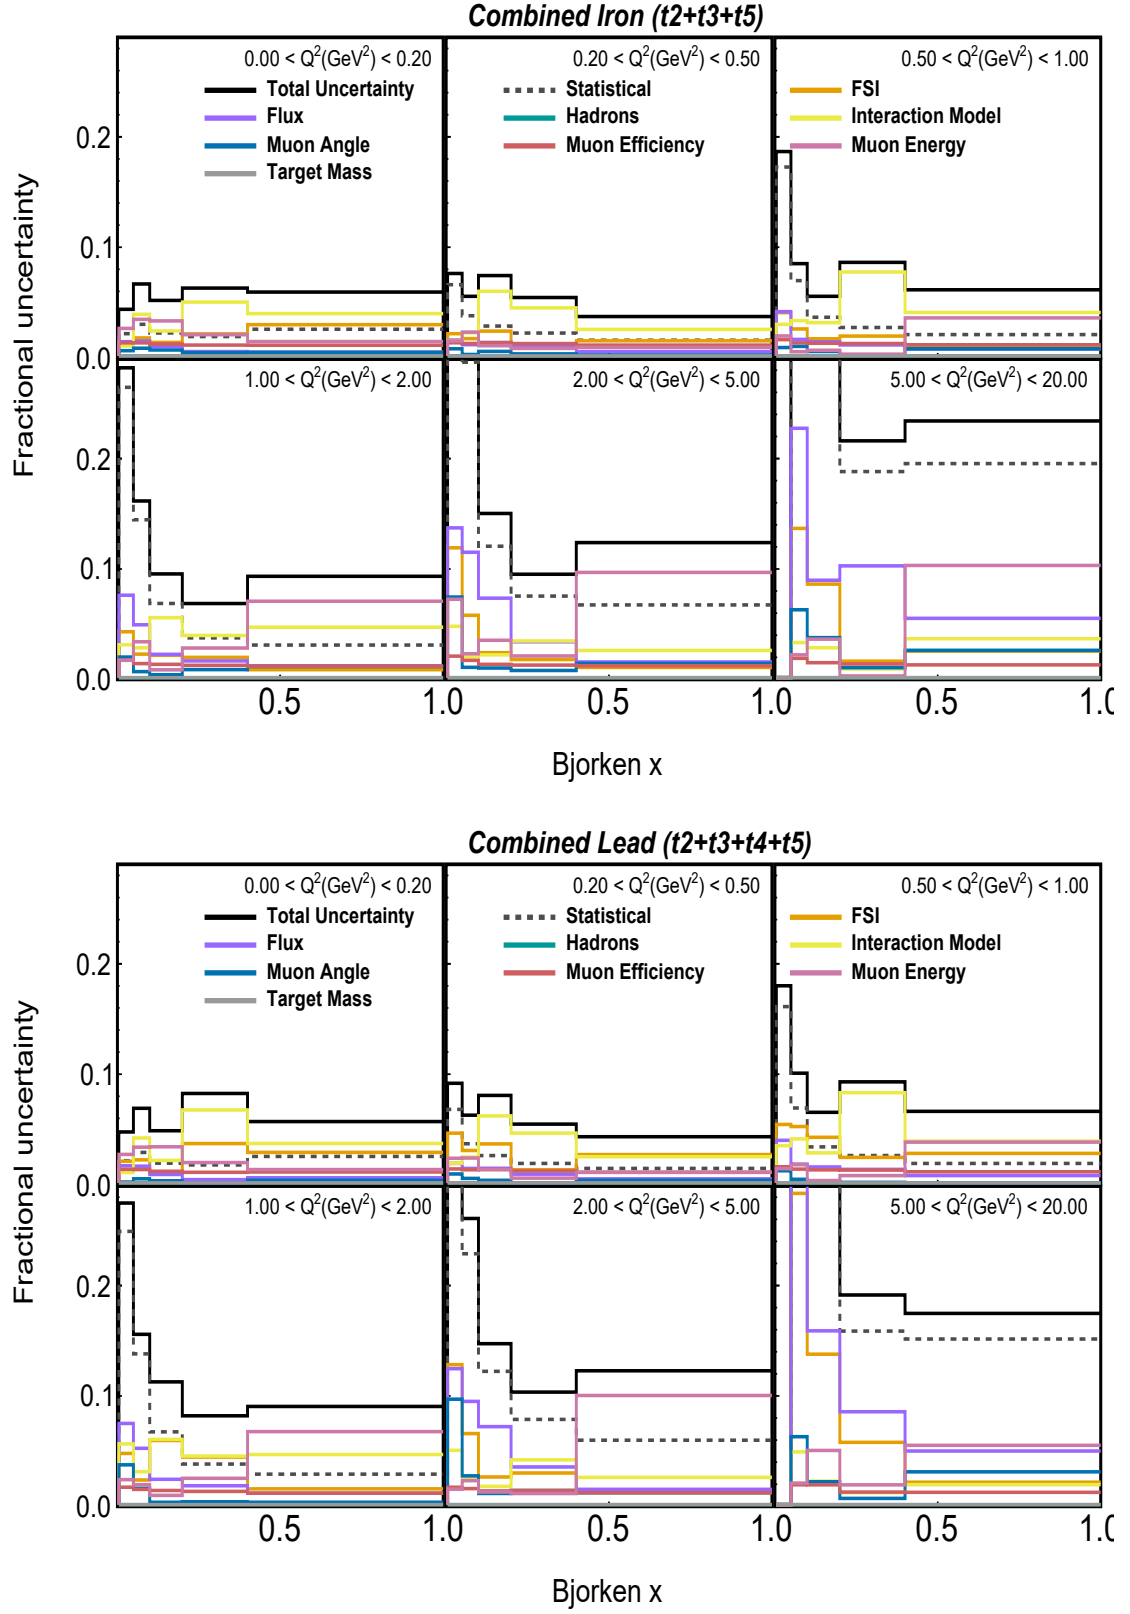 Combined Iron (t2+t3+t5)
0.00 < Q²(GeV²) < 0.20
0.20 < Q²(GeV²) < 0.50
0.50 < Q²(GeV²) < 1.00
Total Uncertainty
Statistical
FSI
Flux
Hadrons
Interaction Model
Muon Angle
Muon Efficiency
Muon Energy
Target Mass
0.2
0.1
0.0
Fractional uncertainty
1.00 < Q²(GeV²) < 2.00
2.00 < Q²(GeV²) < 5.00
5.00 < Q²(GeV²) < 20.00
0.2
0.1
0.0
0.5
1.0
0.5
1.0
0.5
1.0
Bjorken x
Combined Lead (t2+t3+t4+t5)
0.00 < Q²(GeV²) < 0.20
0.20 < Q²(GeV²) < 0.50
0.50 < Q²(GeV²) < 1.00
Total Uncertainty
Statistical
FSI
Flux
Hadrons
Interaction Model
Muon Angle
Muon Efficiency
Muon Energy
Target Mass
0.2
0.1
0.0
Fractional uncertainty
1.00 < Q²(GeV²) < 2.00
2.00 < Q²(GeV²) < 5.00
5.00 < Q²(GeV²) < 20.00
0.2
0.1
0.0
0.5
1.0
0.5
1.0
0.5
1.0
Bjorken x